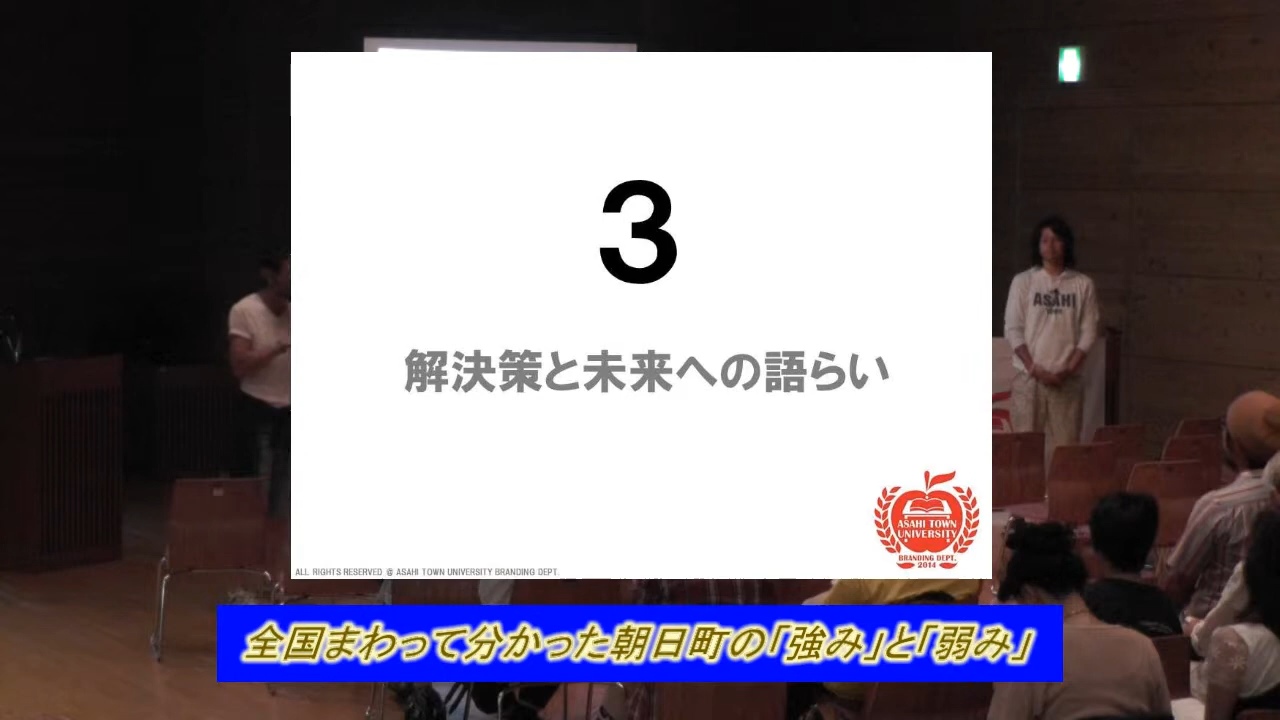 3
解決策と未来への語らい
ASAHI TOWN
UNIVERSITY
BRANDING DEPT.
2014
ALL RIGHTS RESERVED @ ASAHI TOWN UNIVERSITY BRANDING DEPT.
ASAHI
全国まわって分かった朝日町の「強み」と「弱み」